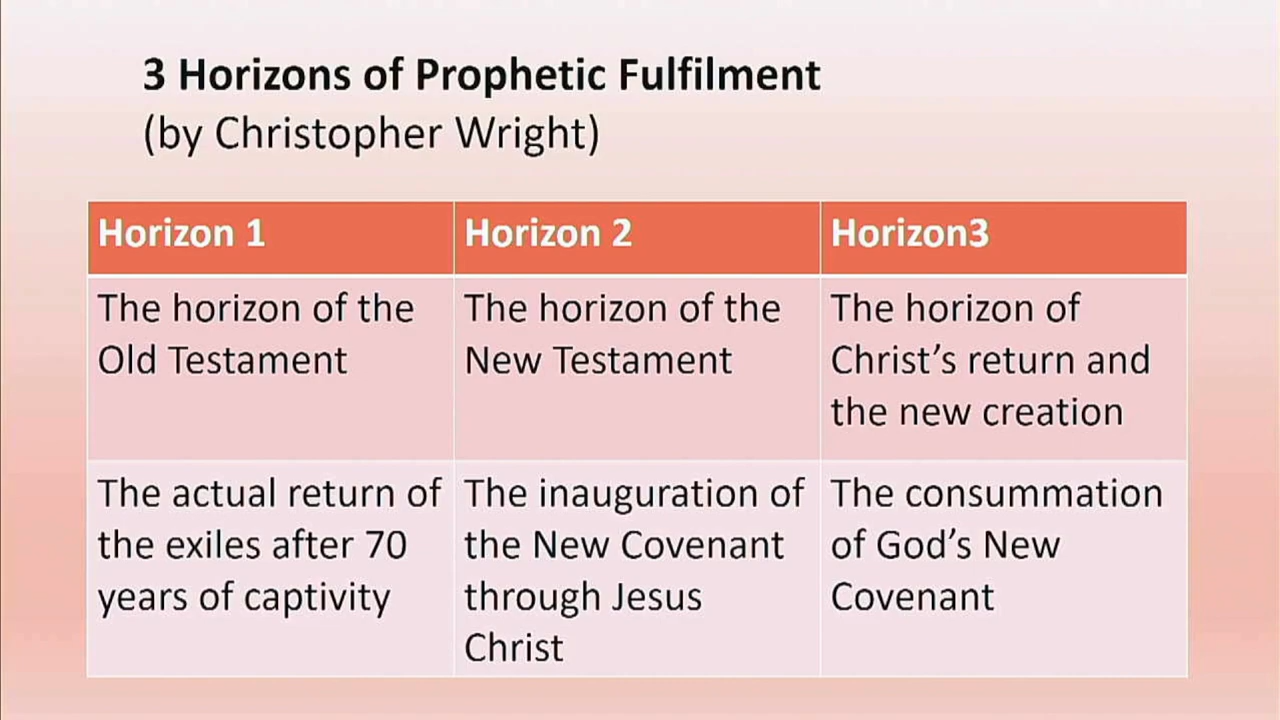 3 Horizons of Prophetic Fulfilment
(by Christopher Wright)
Horizon 1
Horizon 2
Horizon3
The horizon of the
Old Testament
The horizon of the
New Testament
The horizon of
Christ’s return and
the new creation
The actual return of
the exiles after 70
years of captivity
The inauguration of
the New Covenant
through Jesus
Christ
The consummation
of God’s New
Covenant